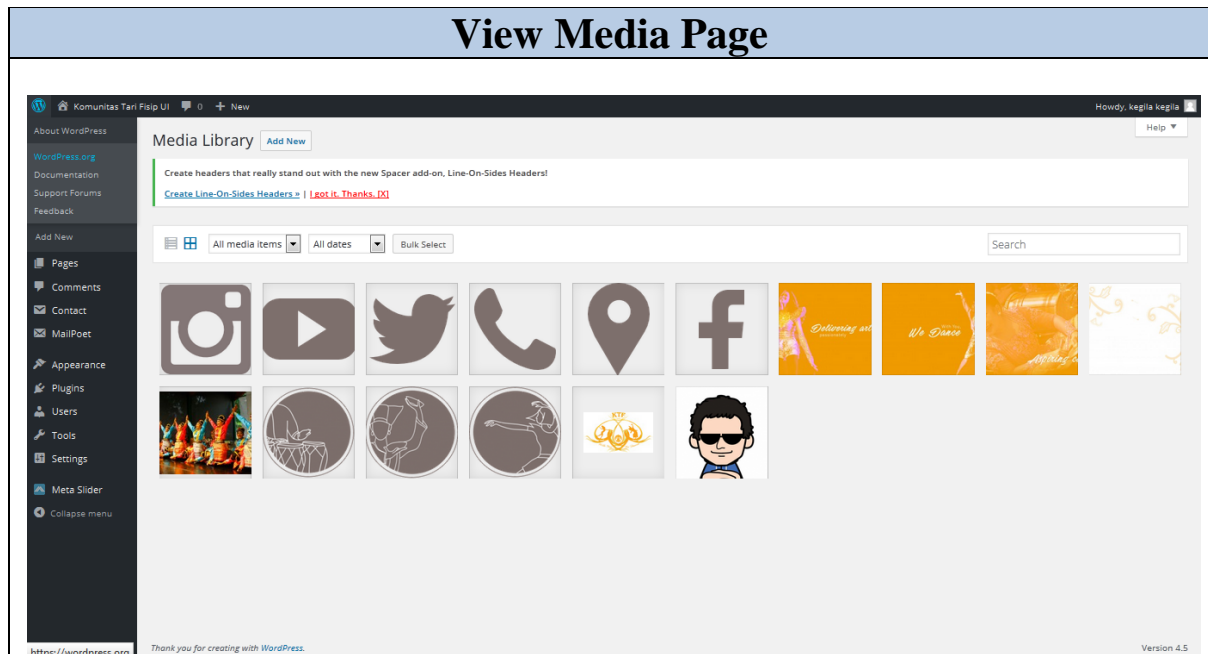 View Media Page
Komunitas Tari Fisip UI 0 + New Howdy, kegila kegila
About WordPress
WordPress.org
Documentation
Support Forums
Feedback
Add New
Pages
Comments
Contact
MailPoet
Appearance
Plugins
Users
Tools
Settings
Meta Slider
Collapse menu
Help
Media Library Add New
Create headers that really stand out with the new Spacer add-on, Line-On-Sides Headers!
Create Line-On-Sides Headers » | I got it. Thanks. [X]
All media items All dates Bulk Select Search
Delivering art
We Dance
KTF
https://wordpress.org
Thank you for creating with WordPress. Version 4.5